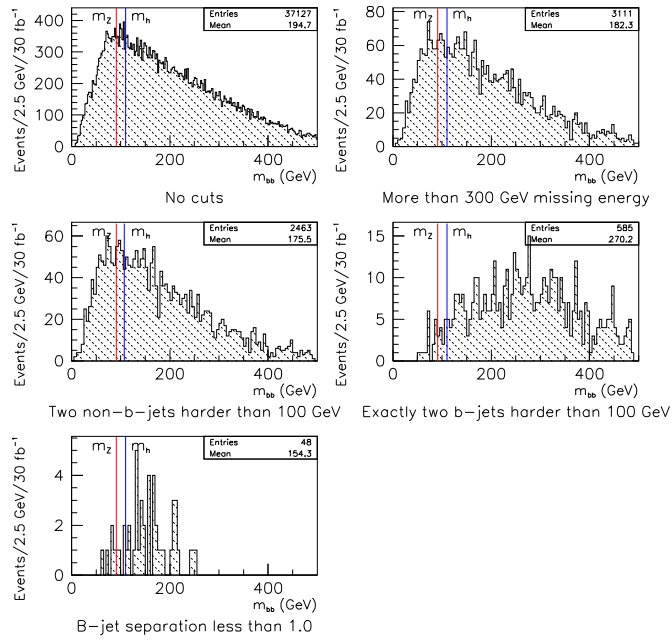 Events/2.5 GeV/30 fb⁻¹
400
300
200
100
0
m_Z
m_h
Entries 37127
Mean 194.7
0 200 400
m_bb (GeV)
No cuts
Events/2.5 GeV/30 fb⁻¹
80
60
40
20
0
m_Z
m_h
Entries 3111
Mean 182.3
0 200 400
m_bb (GeV)
More than 300 GeV missing energy
Events/2.5 GeV/30 fb⁻¹
60
40
20
0
m_Z
m_h
Entries 2463
Mean 175.5
0 200 400
m_bb (GeV)
Two non-b-jets harder than 100 GeV
Events/2.5 GeV/30 fb⁻¹
15
10
5
0
m_Z
m_h
Entries 585
Mean 270.2
0 200 400
m_bb (GeV)
Exactly two b-jets harder than 100 GeV
Events/2.5 GeV/30 fb⁻¹
4
2
0
m_Z
m_h
Entries 48
Mean 154.3
0 200 400
m_bb (GeV)
B-jet separation less than 1.0